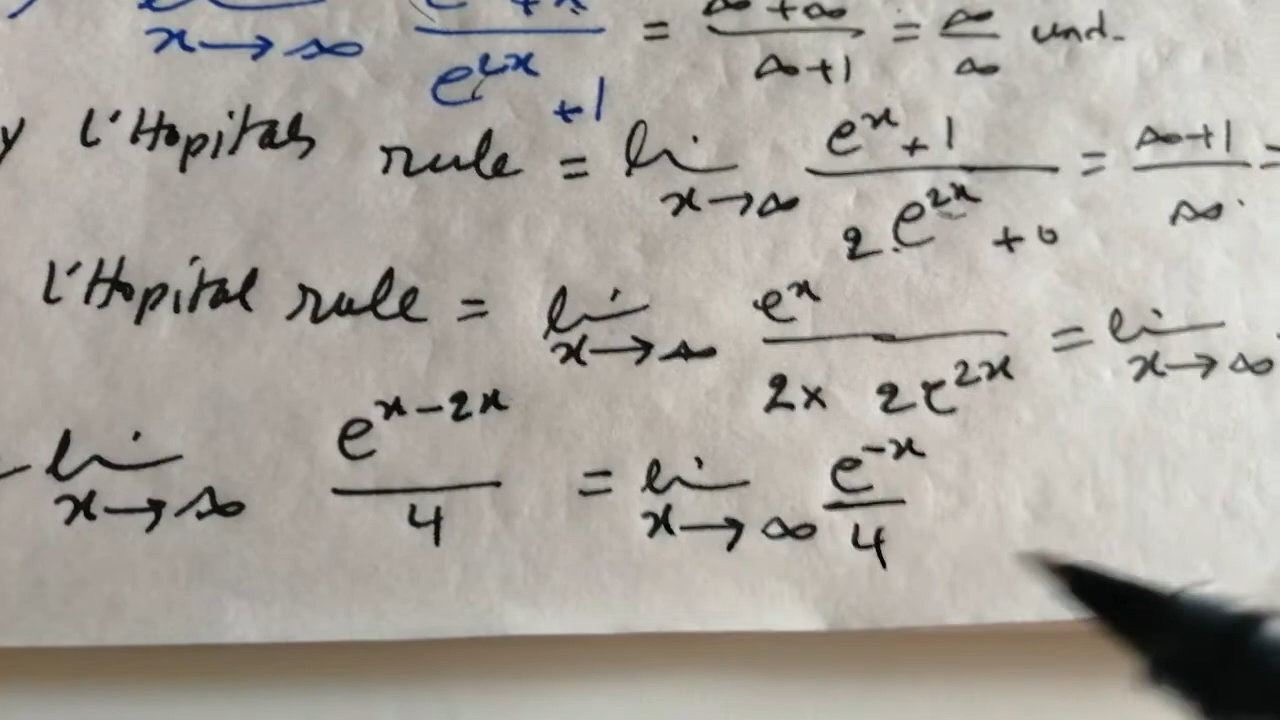 x→∞ e^{2x} + 1 = ∞+∞ / ∞+1 = ∞/∞ und.
y L'Hopitals rule = lim x→∞ (e^x + 1)/(2 e^{2x} + 0) = (∞+1)/∞ =
L'Hopital rule = lim x→∞ e^x/(2x 2e^{2x}) = lim x→∞
lim x→∞ e^{x-2x}/4 = lim x→∞ e^{-x}/4